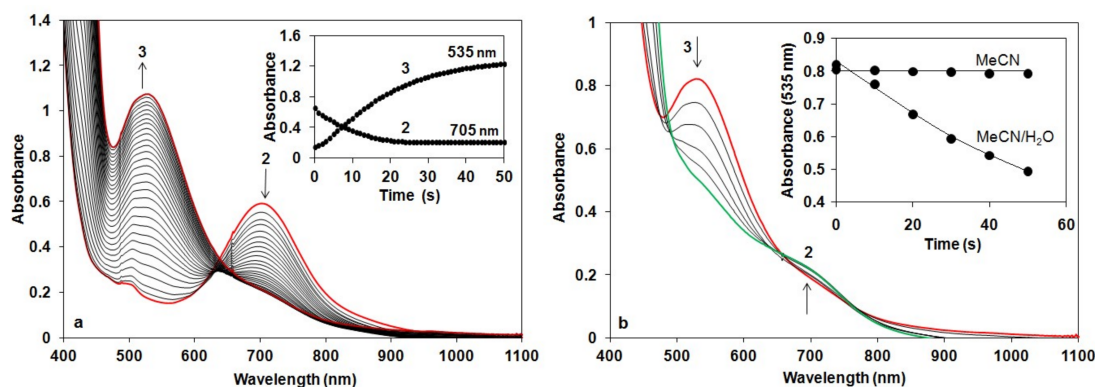 1.4
1.2
1
0.8
0.6
0.4
0.2
0
400 500 600 700 800 900 1000 1100
Wavelength (nm)
Absorbance
a
3
2
1.6
1.2
0.8
0.4
0
0 10 20 30 40 50
Time (s)
Absorbance
535 nm
3
2
705 nm
1
0.8
0.6
0.4
0.2
0
400 500 600 700 800 900 1000 1100
Wavelength (nm)
Absorbance
b
3
2
0.9
0.8
0.7
0.6
0.5
0.4
0 20 40 60
Time (s)
Absorbance (535 nm)
MeCN
MeCN/H₂O